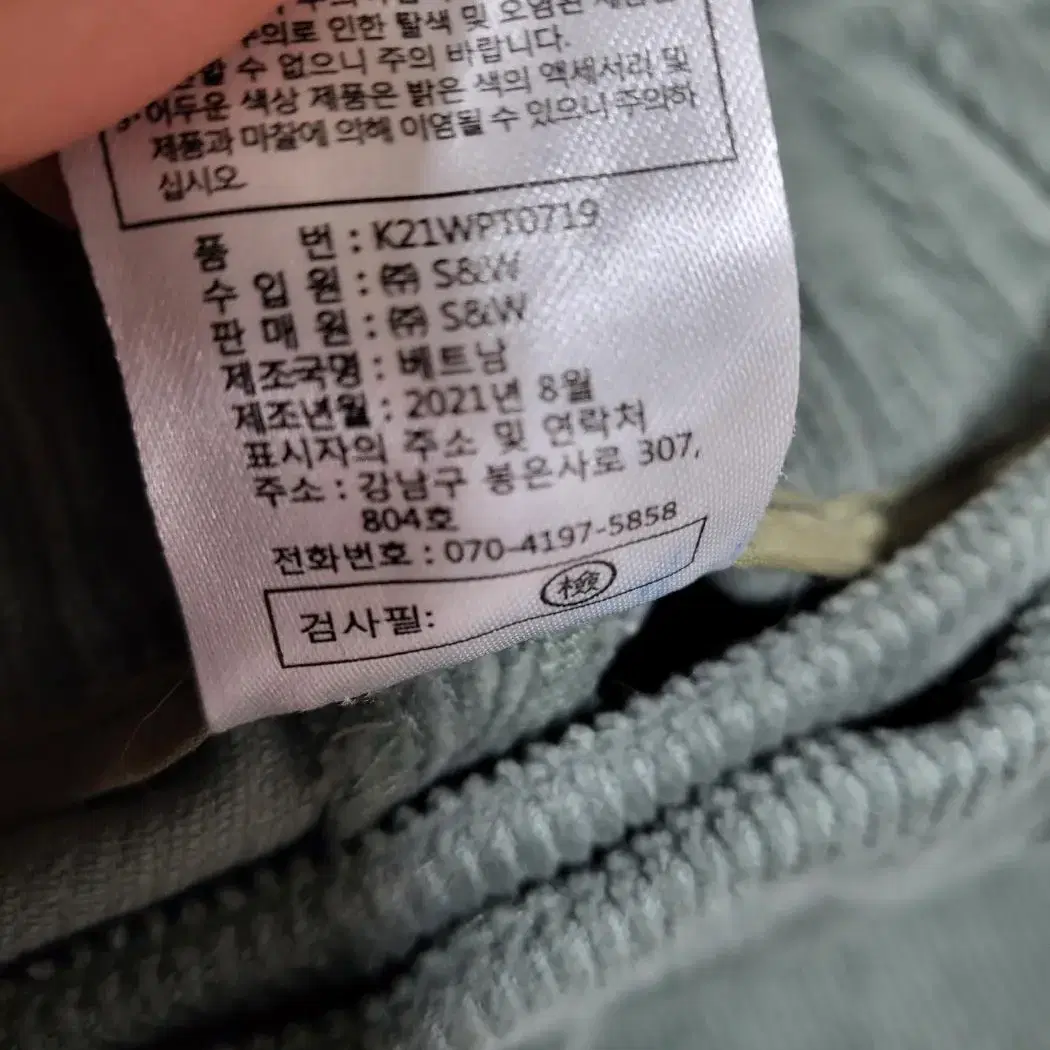 인한 탈색 및 오염된
수 없으니 주의 바랍니다.
어두운 색상 제품은 밝은 색의 액세서리 및
제품과 마찰에 의해 이염될 수 있으니 주의하
십시오
품 번 : K21WPT0719
수 입 원 : ㈜ S&W
판 매 원 : ㈜ S&W
제조국명 : 베트남
제조년월 : 2021년 8월
표시자의 주소 및 연락처
주소 : 강남구 봉은사로 307,
804호
전화번호 : 070-4197-5858
검사필: 検